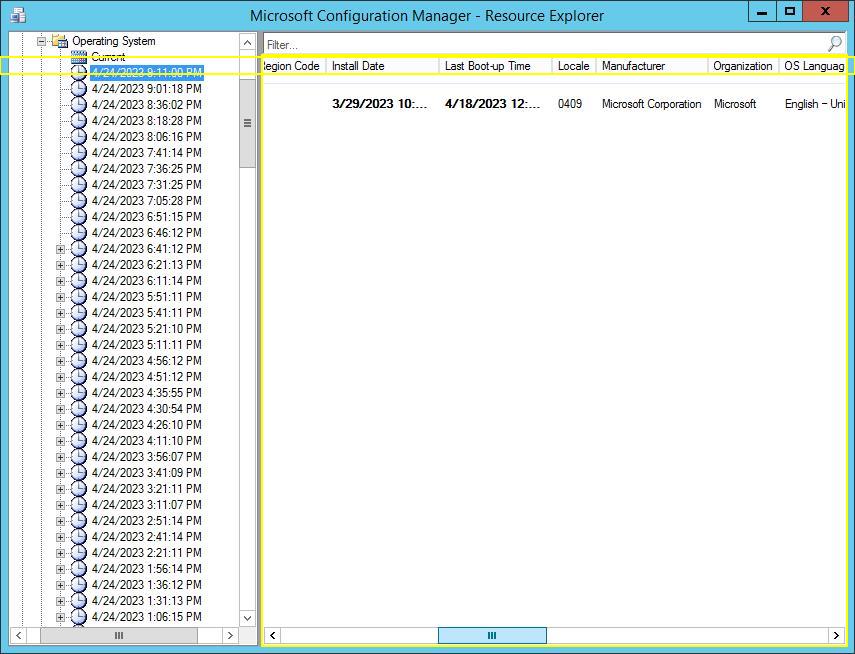 Microsoft Configuration Manager - Resource Explorer
Operating System
Current
4/24/2023 9:11:00 PM
4/24/2023 9:01:18 PM
4/24/2023 8:36:02 PM
4/24/2023 8:18:28 PM
4/24/2023 8:06:16 PM
4/24/2023 7:41:14 PM
4/24/2023 7:36:25 PM
4/24/2023 7:31:25 PM
4/24/2023 7:05:28 PM
4/24/2023 6:51:15 PM
4/24/2023 6:46:12 PM
4/24/2023 6:41:12 PM
4/24/2023 6:21:13 PM
4/24/2023 6:11:14 PM
4/24/2023 5:51:11 PM
4/24/2023 5:41:11 PM
4/24/2023 5:21:10 PM
4/24/2023 5:11:11 PM
4/24/2023 4:56:12 PM
4/24/2023 4:51:12 PM
4/24/2023 4:35:55 PM
4/24/2023 4:30:54 PM
4/24/2023 4:26:10 PM
4/24/2023 4:11:10 PM
4/24/2023 3:56:07 PM
4/24/2023 3:41:09 PM
4/24/2023 3:21:11 PM
4/24/2023 3:11:07 PM
4/24/2023 2:51:14 PM
4/24/2023 2:41:14 PM
4/24/2023 2:21:11 PM
4/24/2023 1:56:14 PM
4/24/2023 1:36:12 PM
4/24/2023 1:31:13 PM
4/24/2023 1:06:15 PM
Filter...
Region Code Install Date Last Boot-up Time Locale Manufacturer Organization OS Languag
3/29/2023 10:... 4/18/2023 12:... 0409 Microsoft Corporation Microsoft English – Uni